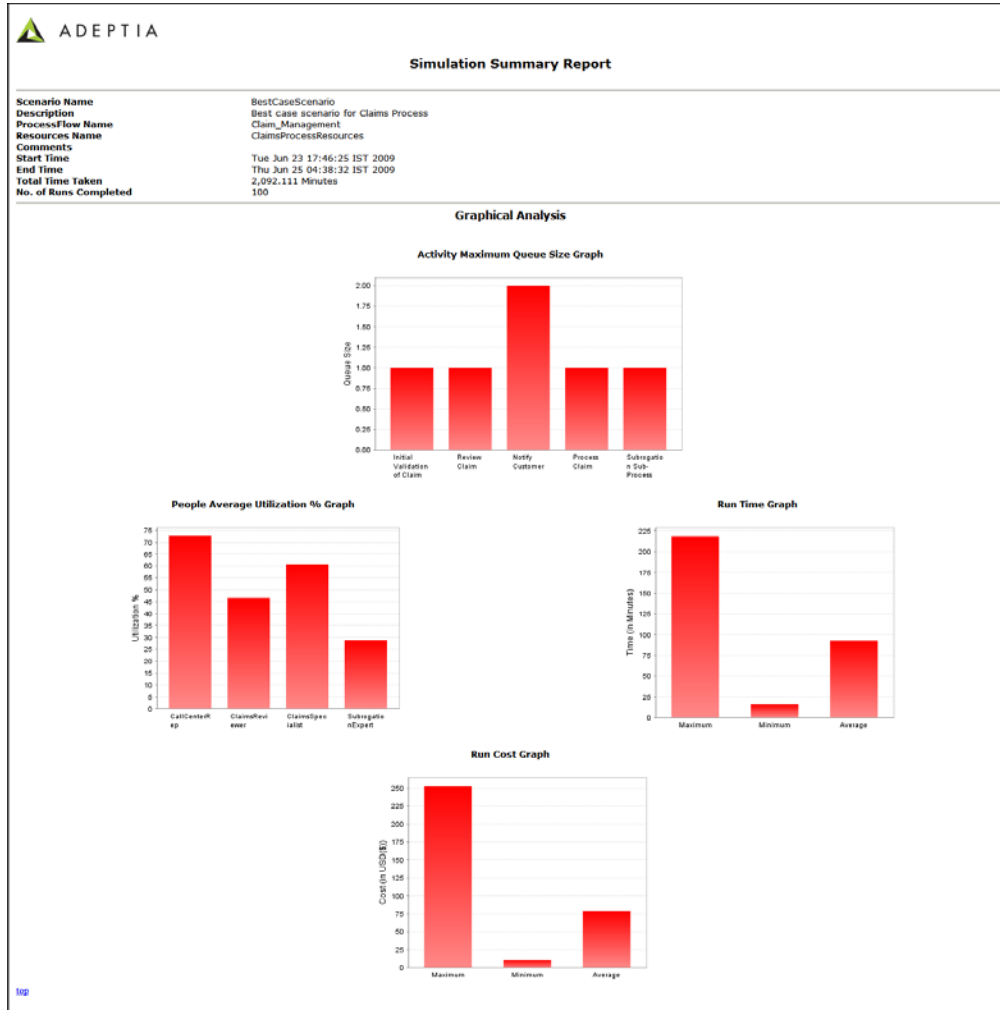 ADEPTIA
Simulation Summary Report
Scenario Name BestCaseScenario
Description Best case scenario for Claims Process
ProcessFlow Name Claim_Management
Resources Name ClaimsProcessResources
Comments
Start Time Tue Jun 23 17:46:25 IST 2009
End Time Thu Jun 25 04:38:32 IST 2009
Total Time Taken 2,092.111 Minutes
No. of Runs Completed 100
Graphical Analysis
Activity Maximum Queue Size Graph
Queue Size
2.00
1.75
1.50
1.25
1.00
0.75
0.50
0.25
0.00
Initial Validation of Claim
Review Claim
Notify Customer
Process Claim
Subrogatio n Sub- Process
People Average Utilization % Graph
Utilization %
75
70
65
60
55
50
45
40
35
30
25
20
15
10
5
0
CallCenterR ep
ClaimsRevi ewer
ClaimsSpec ialist
Subrogatio nExpert
Run Time Graph
Time (in Minutes)
225
200
175
150
125
100
75
50
25
0
Maximum
Minimum
Average
Run Cost Graph
Cost (in USD($))
250
225
200
175
150
125
100
75
50
25
0
Maximum
Minimum
Average
top